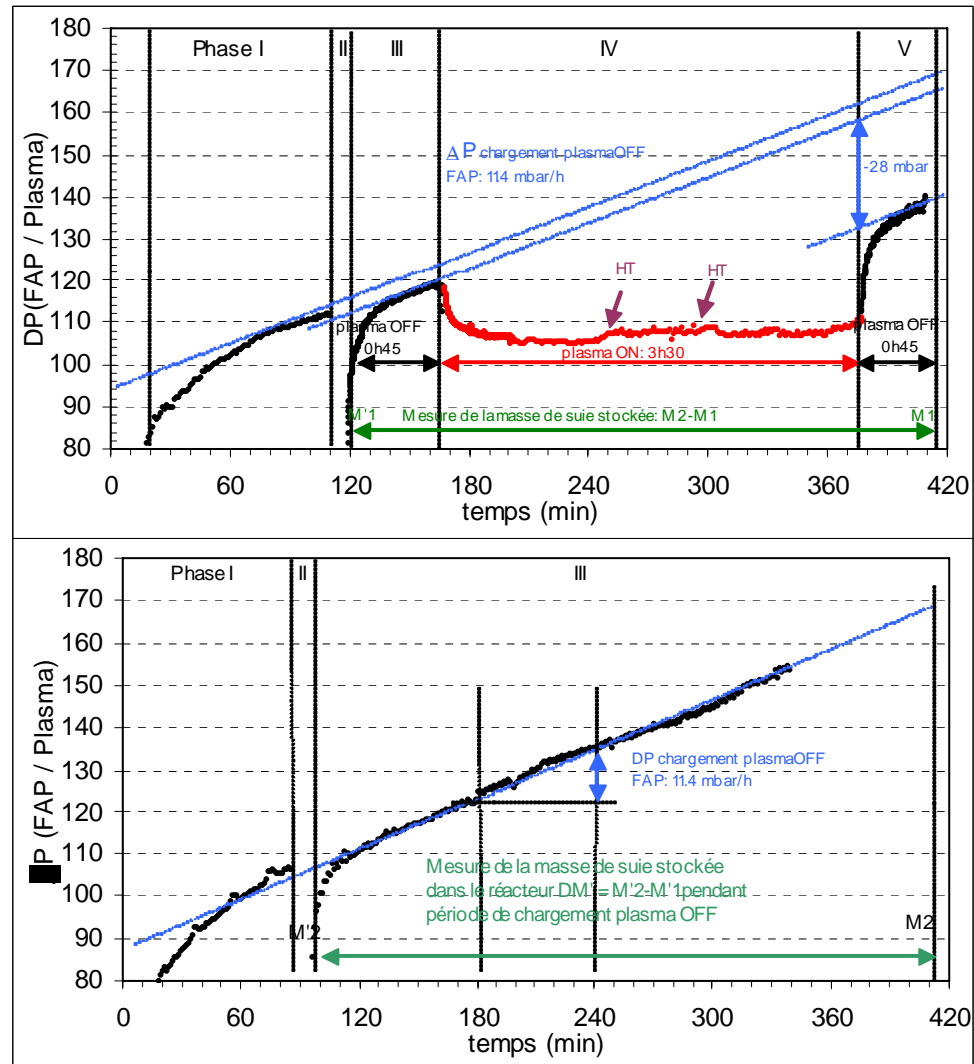 180
170
160
150
140
130
120
110
100
90
80
DP(FAP / Plasma)
Phase I
II
III
IV
V
ΔP chargement plasmaOFF
FAP: 114 mbar/h
-28 mbar
HT
HT
plasma OFF
0h45
plasma ON: 3h30
plasma OFF
0h45
M'1
Mesure de la masse de suie stockée: M2-M1
M1
0 60 120 180 240 300 360 420
temps (min)
180
170
160
150
140
130
120
110
100
90
80
P (FAP / Plasma)
Phase I
II
III
DP chargement plasmaOFF
FAP: 11.4 mbar/h
Mesure de la masse de suie stockée
dans le réacteur DM' = M'2-M'1 pendant
période de chargement plasma OFF
M'2
M2
0 60 120 180 240 300 360 420
temps (min)